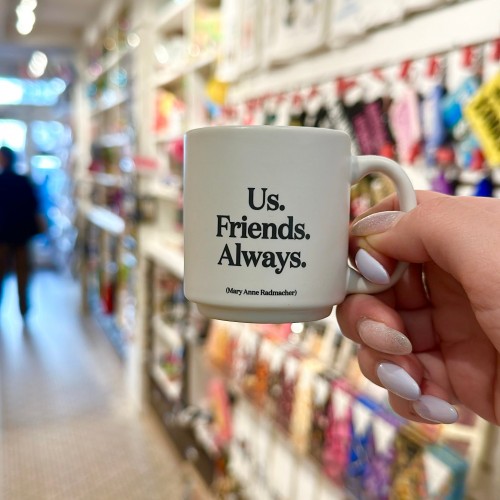 Us.
Friends.
Always.
(Mary Anne Radmacher)